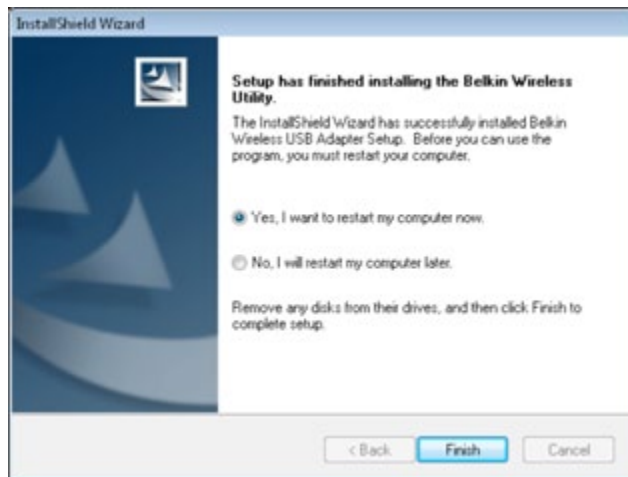 InstallShield Wizard
Setup has finished installing the Belkin Wireless
Utility.
The InstallShield Wizard has successfully installed Belkin
Wireless USB Adapter Setup. Before you can use the
program, you must restart your computer.
Yes, I want to restart my computer now.
No, I will restart my computer later.
Remove any disks from their drives, and then click Finish to
complete setup.
< Back
Finish
Cancel